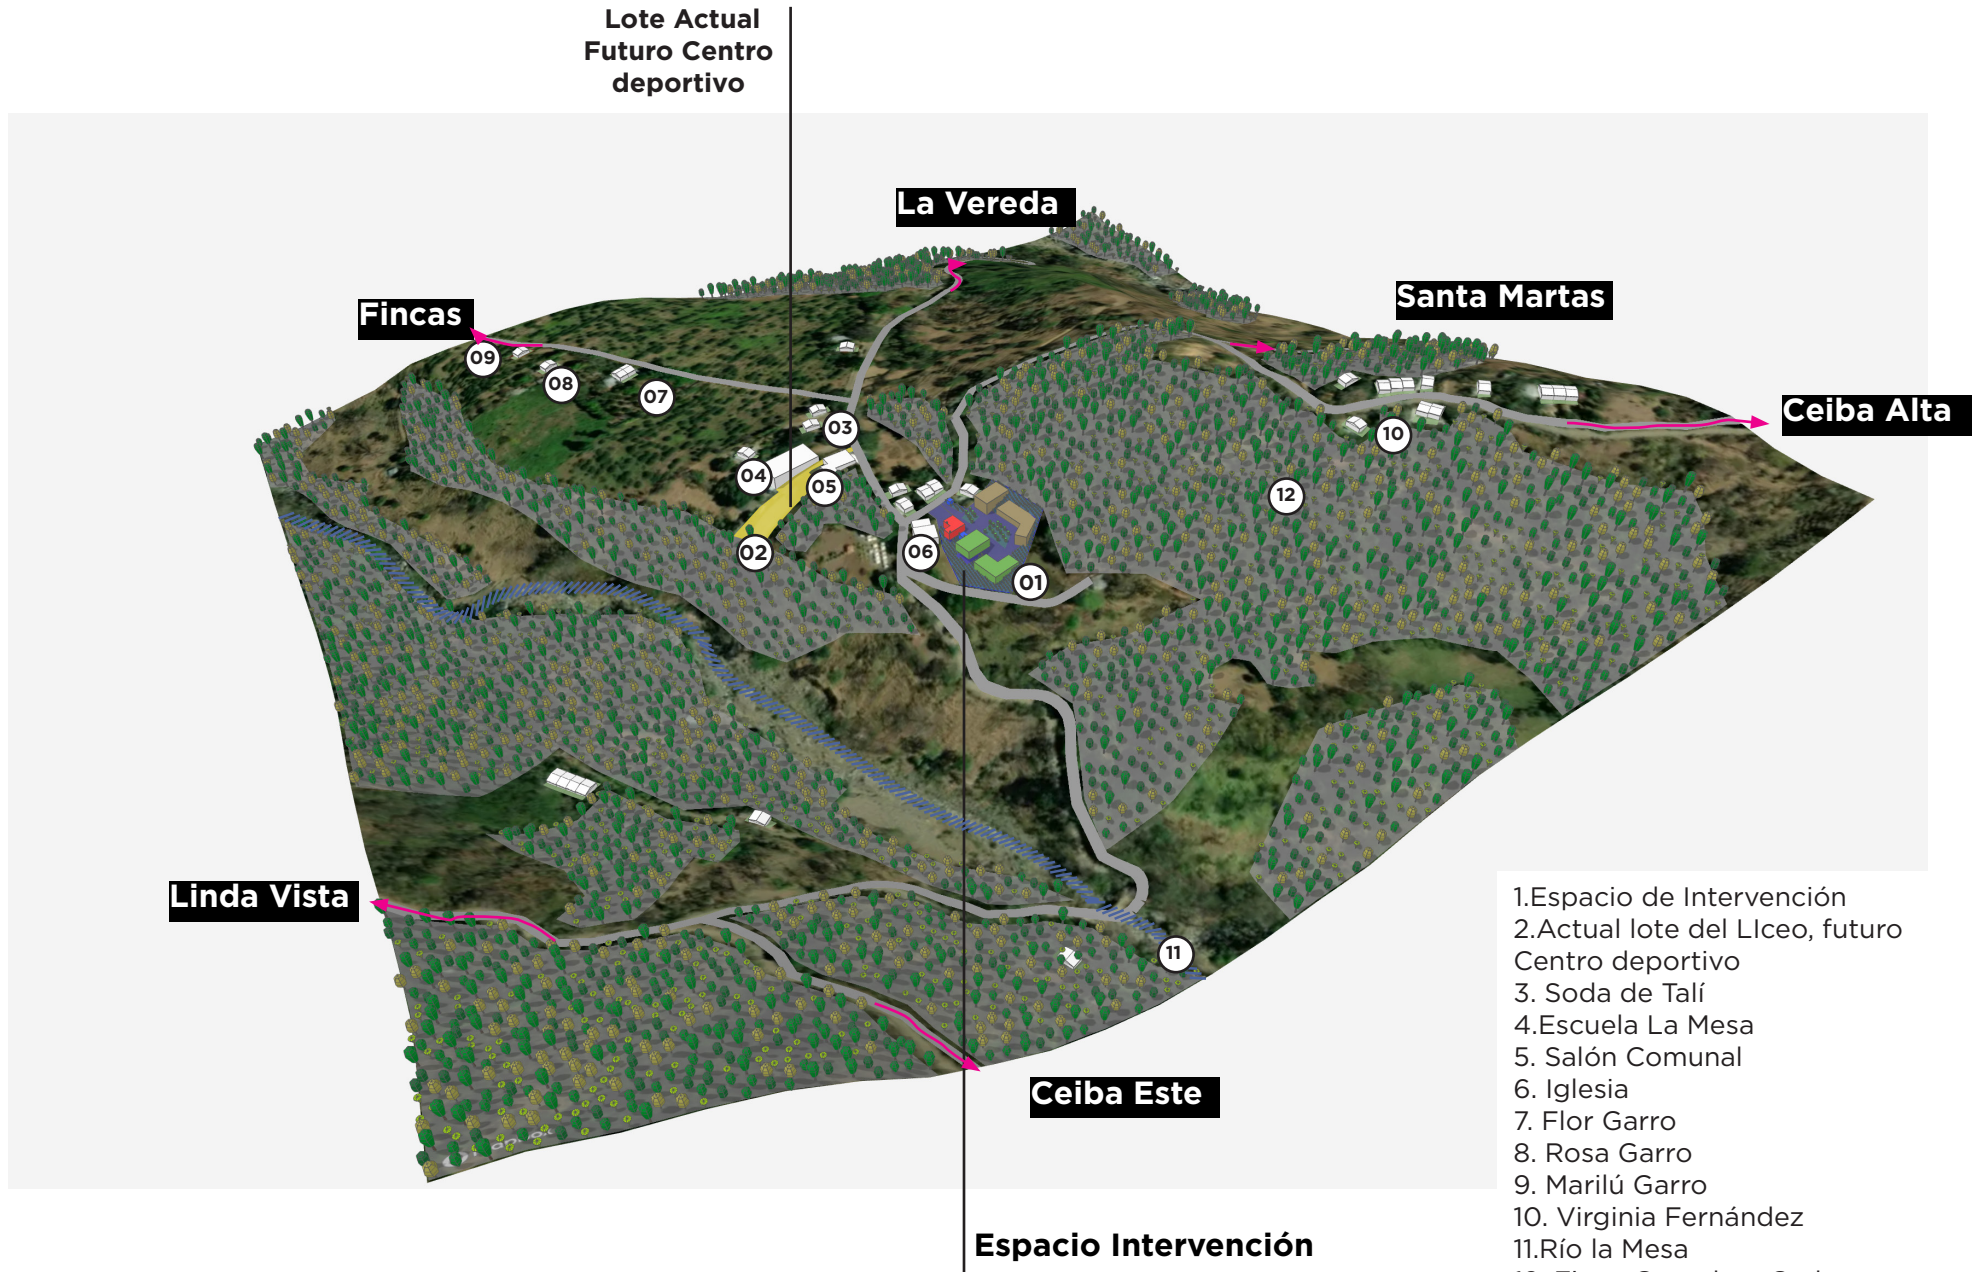 Lote Actual
Futuro Centro
deportivo
La Vereda
Santa Martas
Fincas
Ceiba Alta
09
08
07
03
10
04
05
12
02
06
01
Linda Vista
11
Ceiba Este
Espacio Intervención
1.Espacio de Intervención
2.Actual lote del LIceo, futuro
Centro deportivo
3. Soda de Talí
4.Escuela La Mesa
5. Salón Comunal
6. Iglesia
7. Flor Garro
8. Rosa Garro
9. Marilú Garro
10. Virginia Fernández
11.Río la Mesa